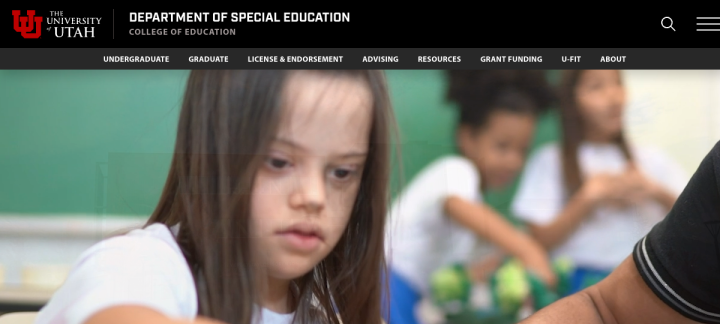 THE
UNIVERSITY
of UTAH
DEPARTMENT OF SPECIAL EDUCATION
COLLEGE OF EDUCATION
UNDERGRADUATE GRADUATE LICENSE & ENDORSEMENT ADVISING RESOURCES GRANT FUNDING U-FIT ABOUT